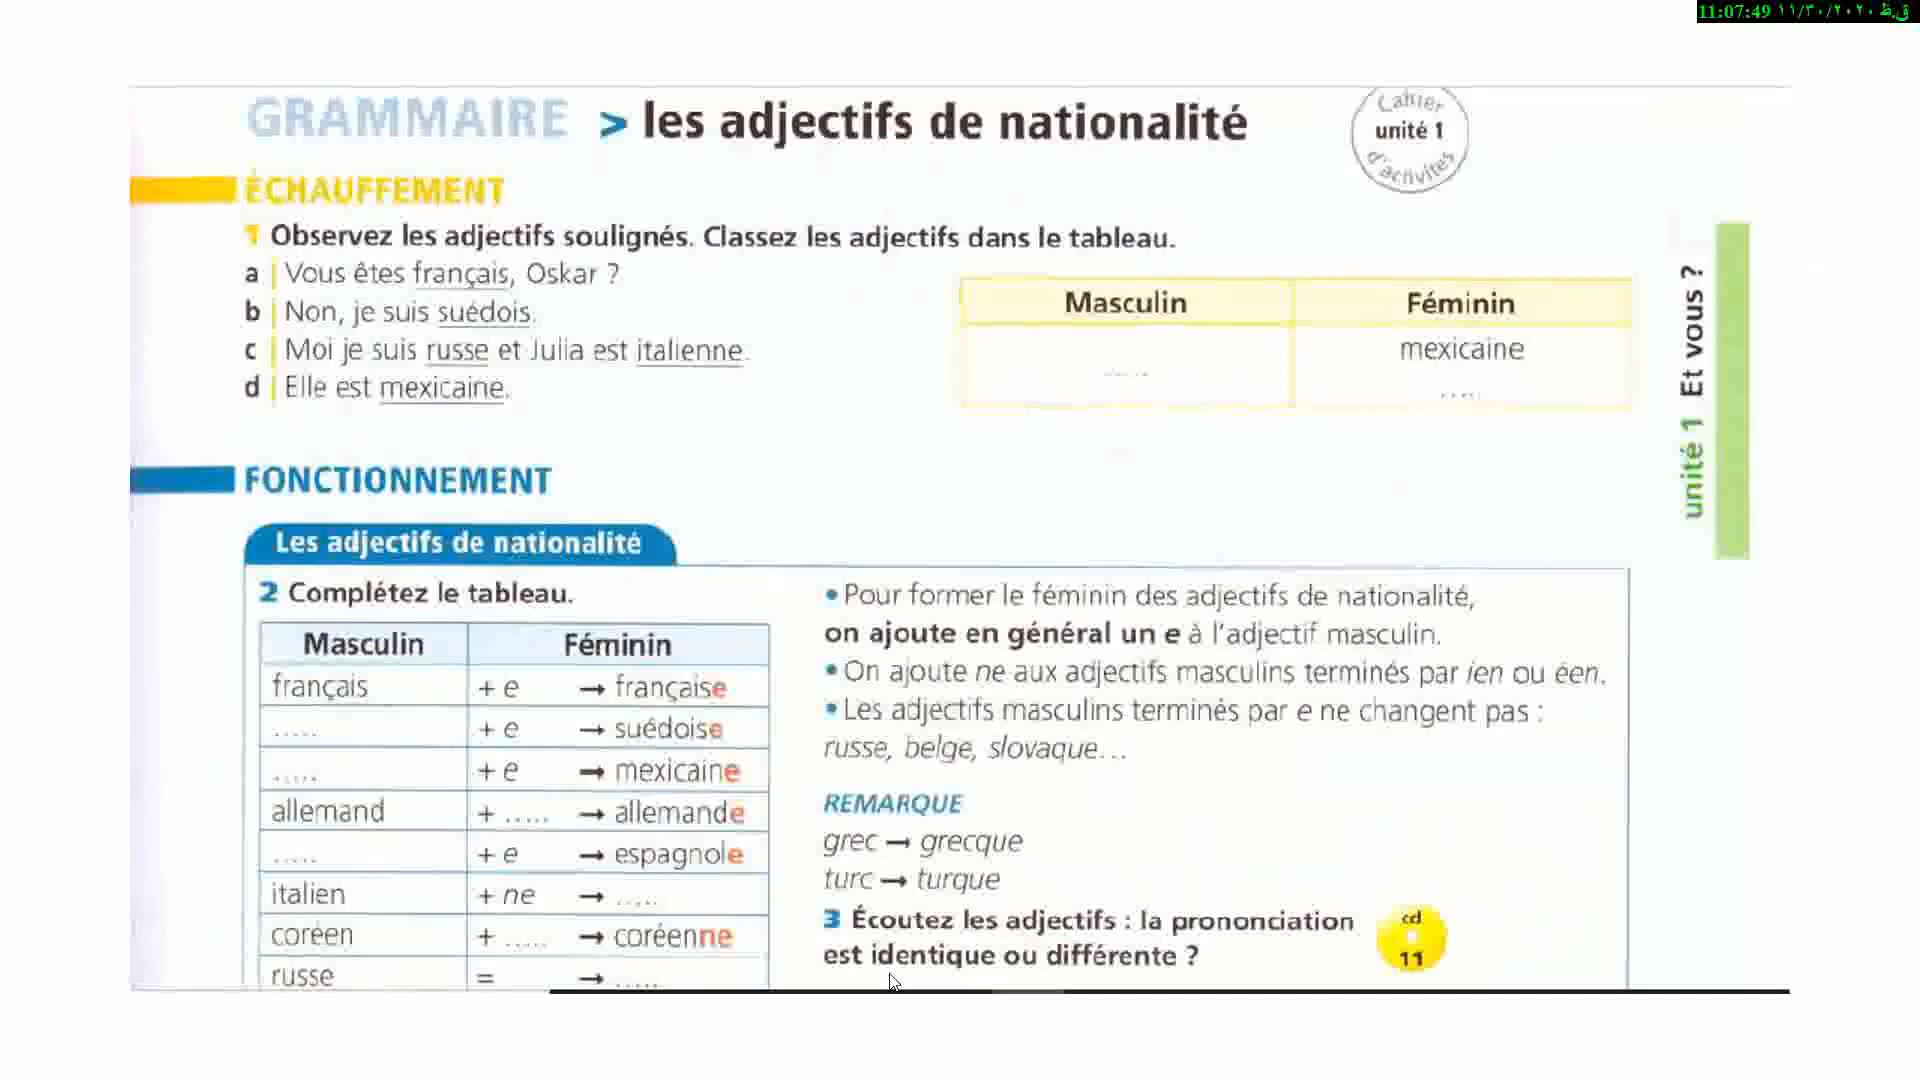 11:07:49 ق.ظ ١١/٣٠/٢٠٢٠
GRAMMAIRE > les adjectifs de nationalité
Cahier
unité 1
d'activités
ÉCHAUFFEMENT
1 Observez les adjectifs soulignés. Classez les adjectifs dans le tableau.
a Vous êtes français, Oskar ?
b Non, je suis suédois.
c Moi je suis russe et Julia est italienne.
d Elle est mexicaine.
Masculin Féminin
mexicaine
.....
.....
unité 1 Et vous ?
FONCTIONNEMENT
Les adjectifs de nationalité
2 Complétez le tableau.
Masculin Féminin
français + e → française
..... + e → suédoise
..... + e → mexicaine
allemand + ..... → allemande
..... + e → espagnole
italien + ne → .....
coréen + ..... → coréenne
russe = → .....
• Pour former le féminin des adjectifs de nationalité,
on ajoute en général un e à l'adjectif masculin.
• On ajoute ne aux adjectifs masculins terminés par ien ou éen.
• Les adjectifs masculins terminés par e ne changent pas :
russe, belge, slovaque...
REMARQUE
grec → grecque
turc → turque
3 Écoutez les adjectifs : la prononciation
est identique ou différente ?
cd
11